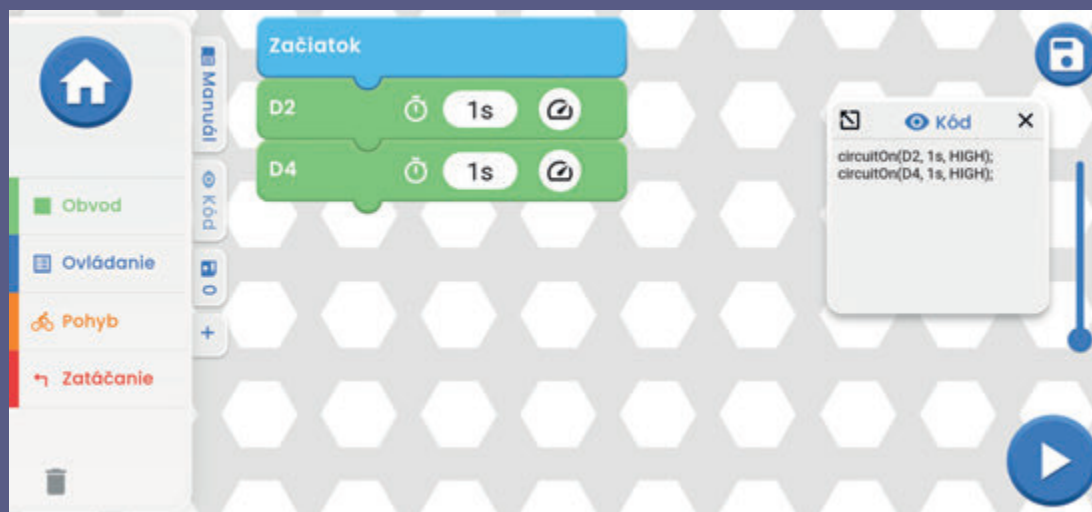 Obvod
Ovládanie
Pohyb
Zatáčanie
Manuál
Kód
0
+
Začiatok
D2 1s
D4 1s
Kód
circuitOn(D2, 1s, HIGH);
circuitOn(D4, 1s, HIGH);